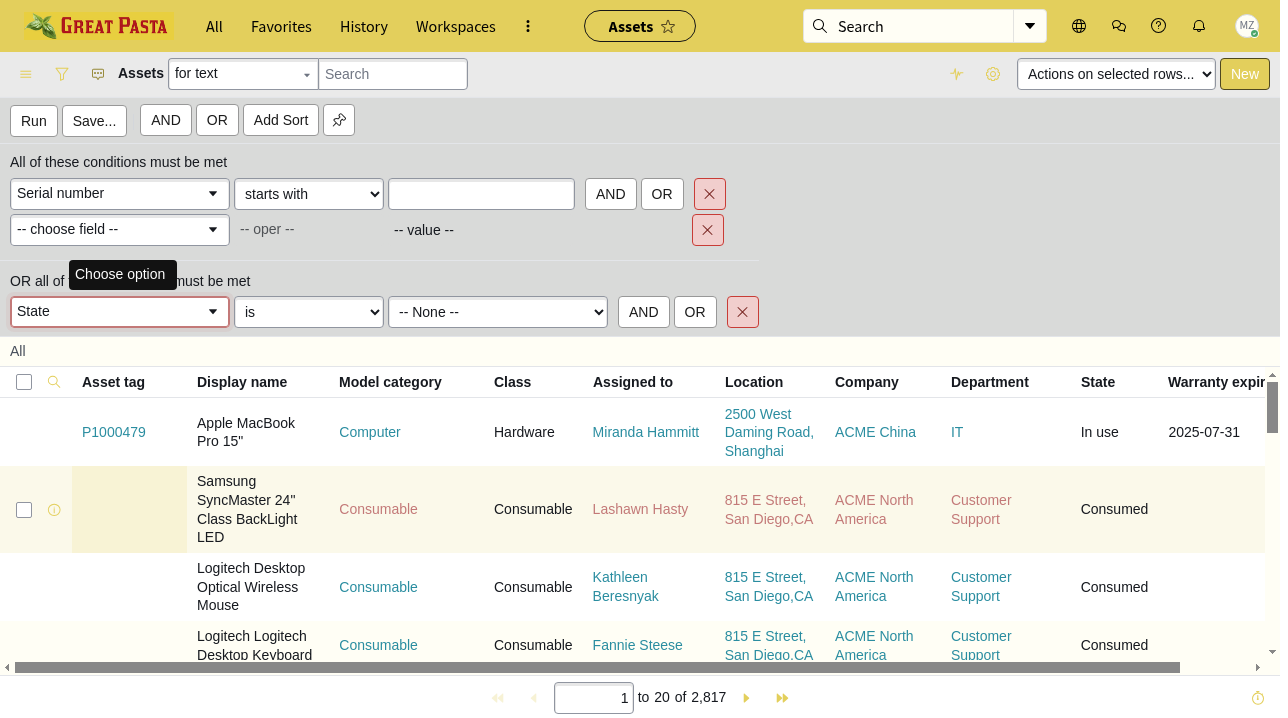 GREAT PASTA All Favorites History Workspaces Assets Search MZ
Assets for text Search Actions on selected rows... New
Run Save... AND OR Add Sort
All of these conditions must be met
Serial number starts with AND OR
-- choose field -- -- oper -- -- value --
Choose option
OR all of must be met
State is -- None -- AND OR
All
Asset tag Display name Model category Class Assigned to Location Company Department State Warranty expir
P1000479 Apple MacBook Pro 15" Computer Hardware Miranda Hammitt 2500 West Daming Road, Shanghai ACME China IT In use 2025-07-31
Samsung SyncMaster 24" Class BackLight LED Consumable Consumable Lashawn Hasty 815 E Street, San Diego,CA ACME North America Customer Support Consumed
Logitech Desktop Optical Wireless Mouse Consumable Consumable Kathleen Beresnyak 815 E Street, San Diego,CA ACME North America Customer Support Consumed
Logitech Logitech Desktop Keyboard Consumable Consumable Fannie Steese 815 E Street, San Diego,CA ACME North America Customer Support Consumed
1 to 20 of 2,817